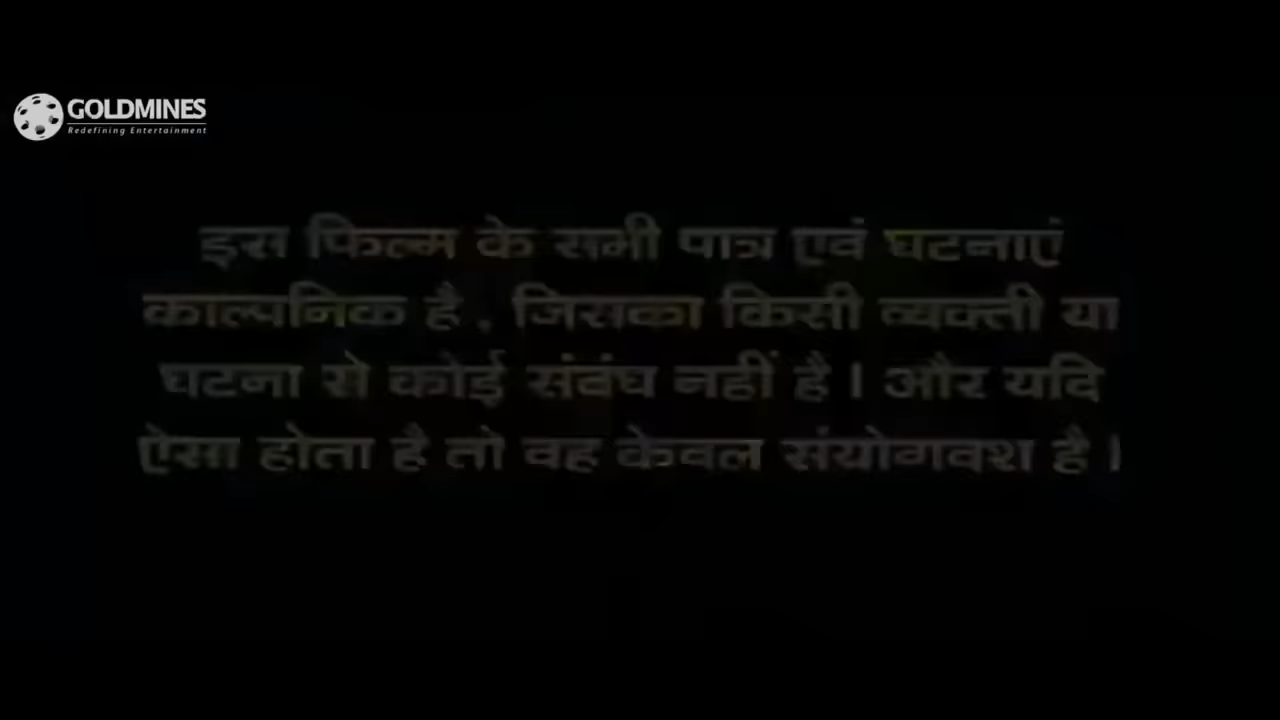 GOLDMINES
Redefining Entertainment
इस फिल्म के सभी पात्र एवं घटनाएं
काल्पनिक है , जिसका किसी व्यक्ती या
घटना से कोई संबंध नहीं है । और यदि
ऐसा होता है तो वह केवल संयोगवश है ।